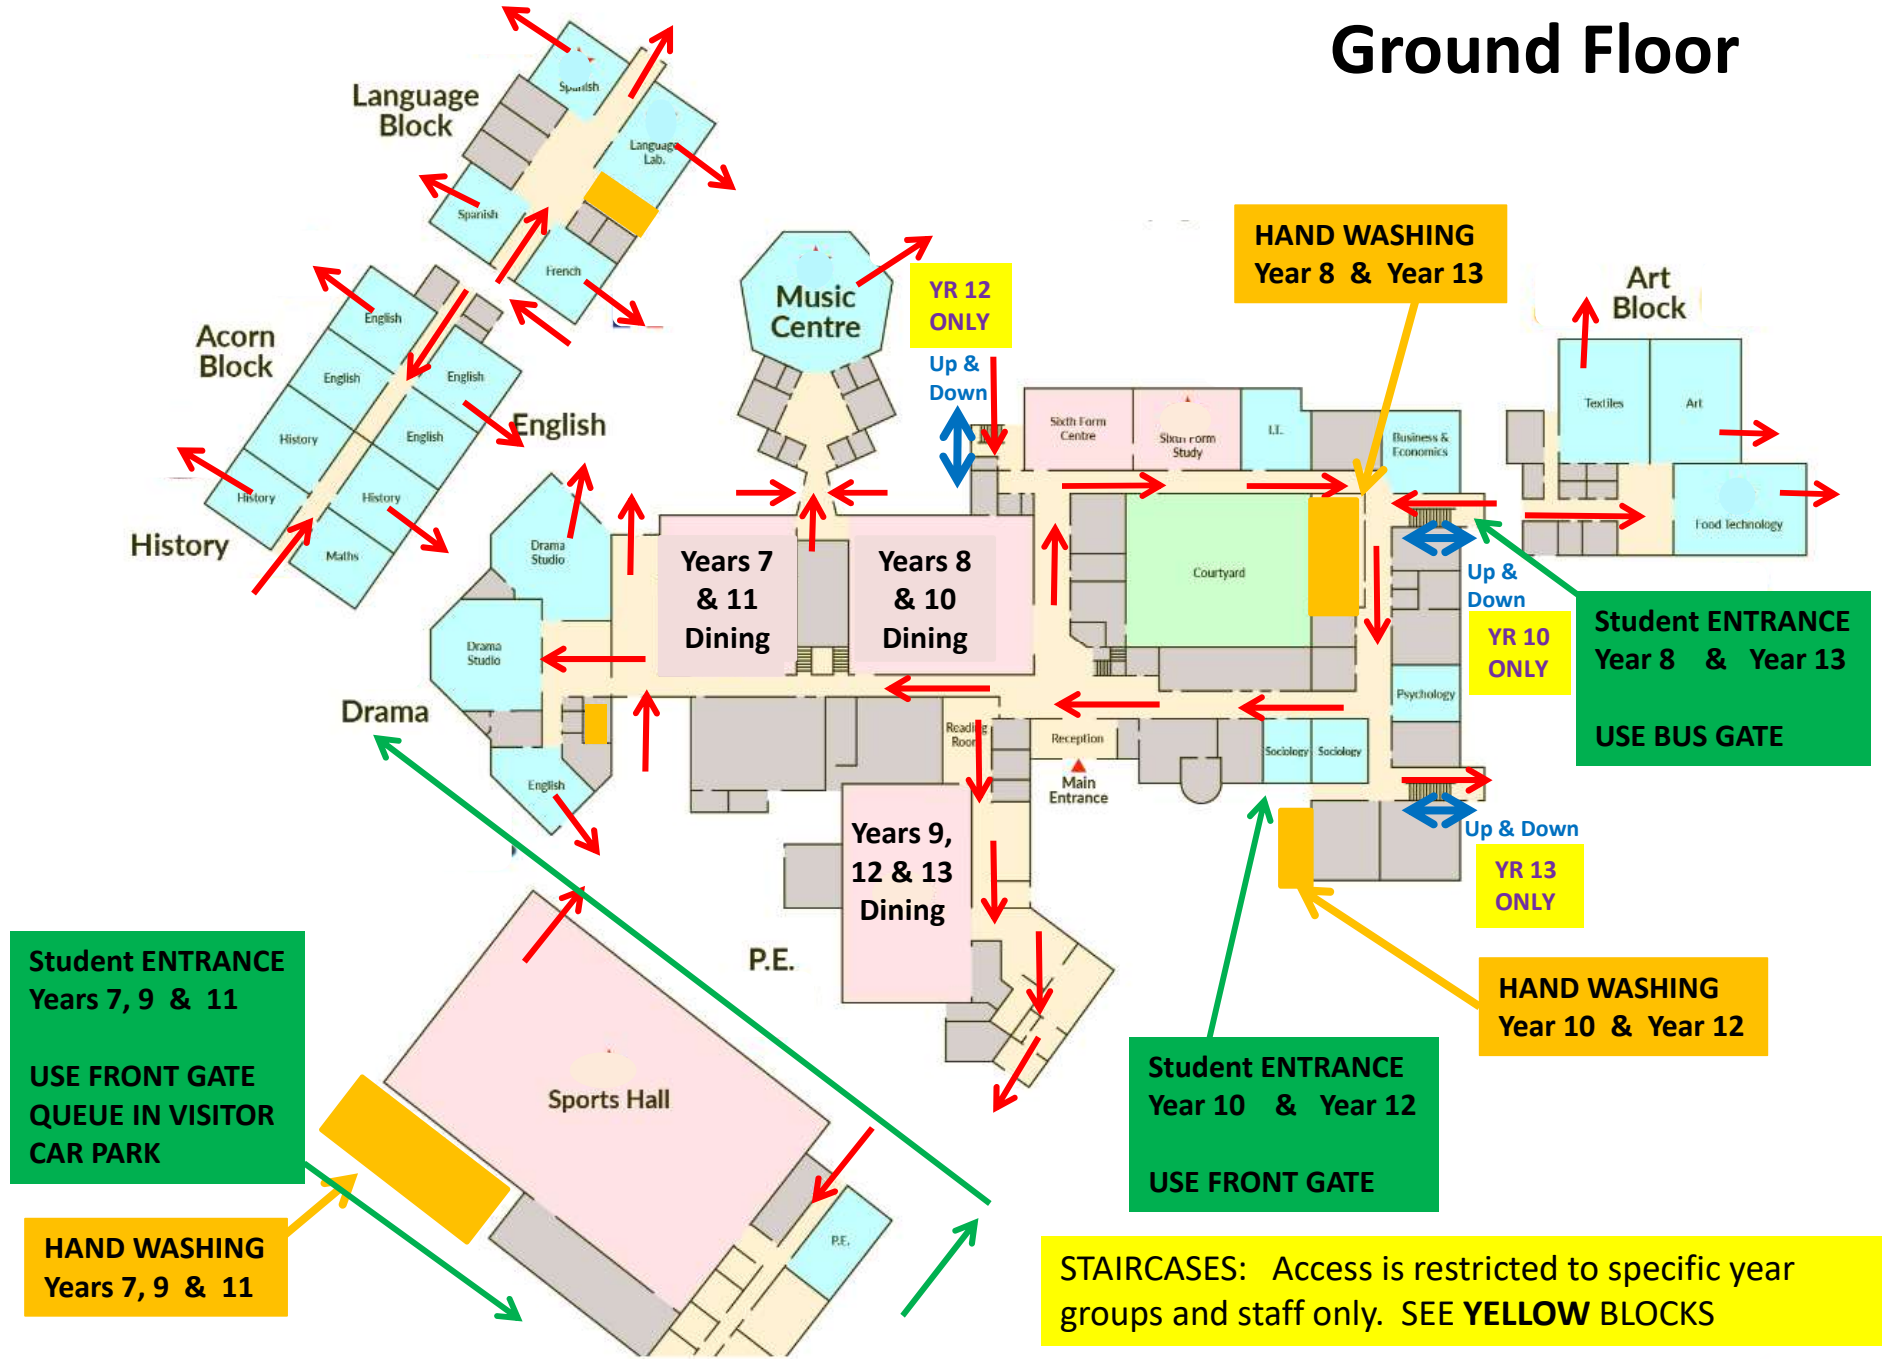 Ground Floor
Language
Block
Spanish
Language
Lab.
Spanish
French
Acorn
Block
English
English
English
English
History
History
History
Maths
English
History
Music
Centre
YR 12
ONLY
Up &
Down
HAND WASHING
Year 8 & Year 13
Art
Block
Textiles
Art
Food Technology
Sixth Form
Centre
Sixth Form
Study
I.T.
Business &
Economics
Courtyard
Up &
Down
YR 10
ONLY
Student ENTRANCE
Year 8 & Year 13
USE BUS GATE
Drama
Studio
Drama
Studio
Drama
English
Years 7
& 11
Dining
Years 8
& 10
Dining
Psychology
Reading
Room
Reception
Main
Entrance
Sociology
Sociology
Up & Down
YR 13
ONLY
Years 9,
12 & 13
Dining
P.E.
Student ENTRANCE
Years 7, 9 & 11
USE FRONT GATE
QUEUE IN VISITOR
CAR PARK
HAND WASHING
Years 7, 9 & 11
Sports Hall
P.E.
HAND WASHING
Year 10 & Year 12
Student ENTRANCE
Year 10 & Year 12
USE FRONT GATE
STAIRCASES: Access is restricted to specific year
groups and staff only. SEE YELLOW BLOCKS